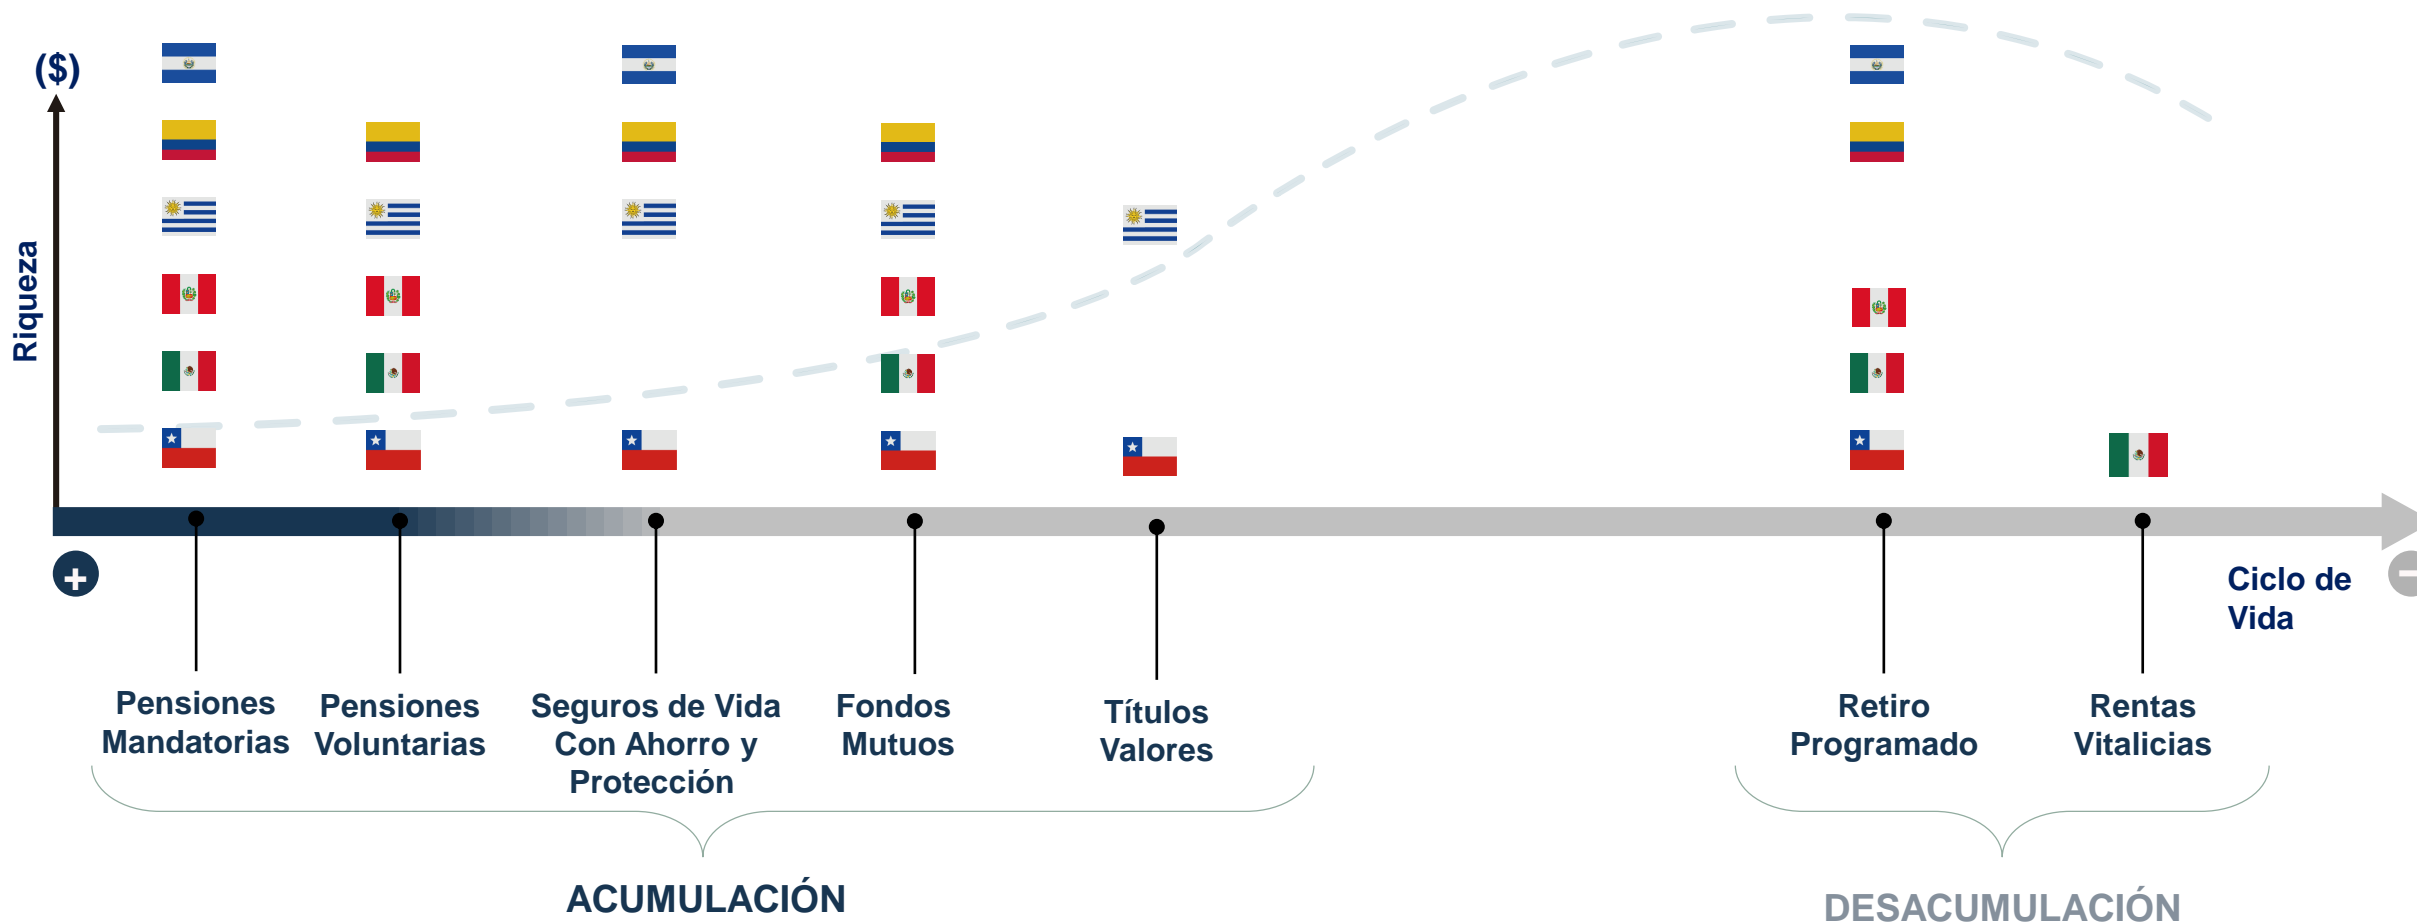 ($)
Riqueza
+
Ciclo de
Vida
Pensiones
Mandatorias
Pensiones
Voluntarias
Seguros de Vida
Con Ahorro y
Protección
Fondos
Mutuos
Títulos
Valores
Retiro
Programado
Rentas
Vitalicias
ACUMULACIÓN
DESACUMULACIÓN